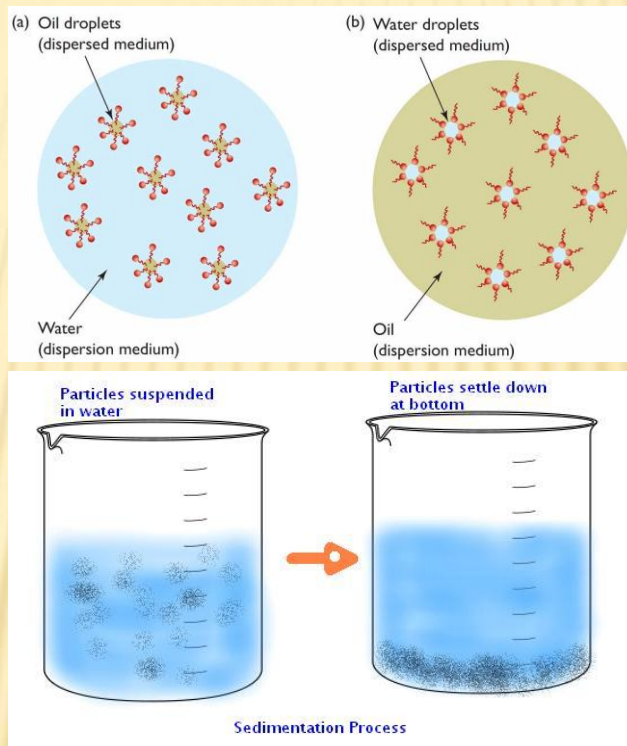 (a) Oil droplets
(dispersed medium)
Water
(dispersion medium)
(b) Water droplets
(dispersed medium)
Oil
(dispersion medium)
Particles suspended
in water
Particles settle down
at bottom
Sedimentation Process